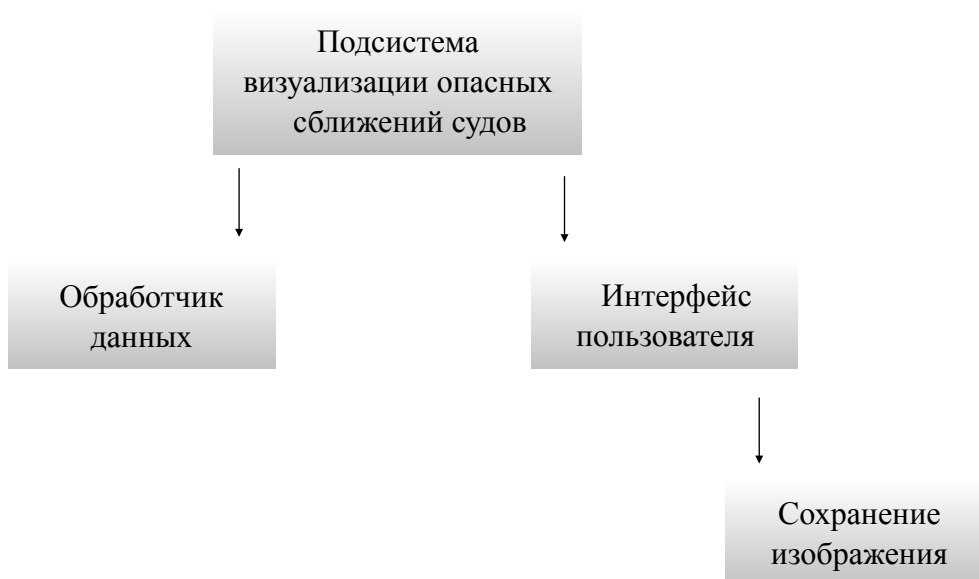 Подсистема
визуализации опасных
сближений судов
Обработчик
данных
Интерфейс
пользователя
Сохранение
изображения